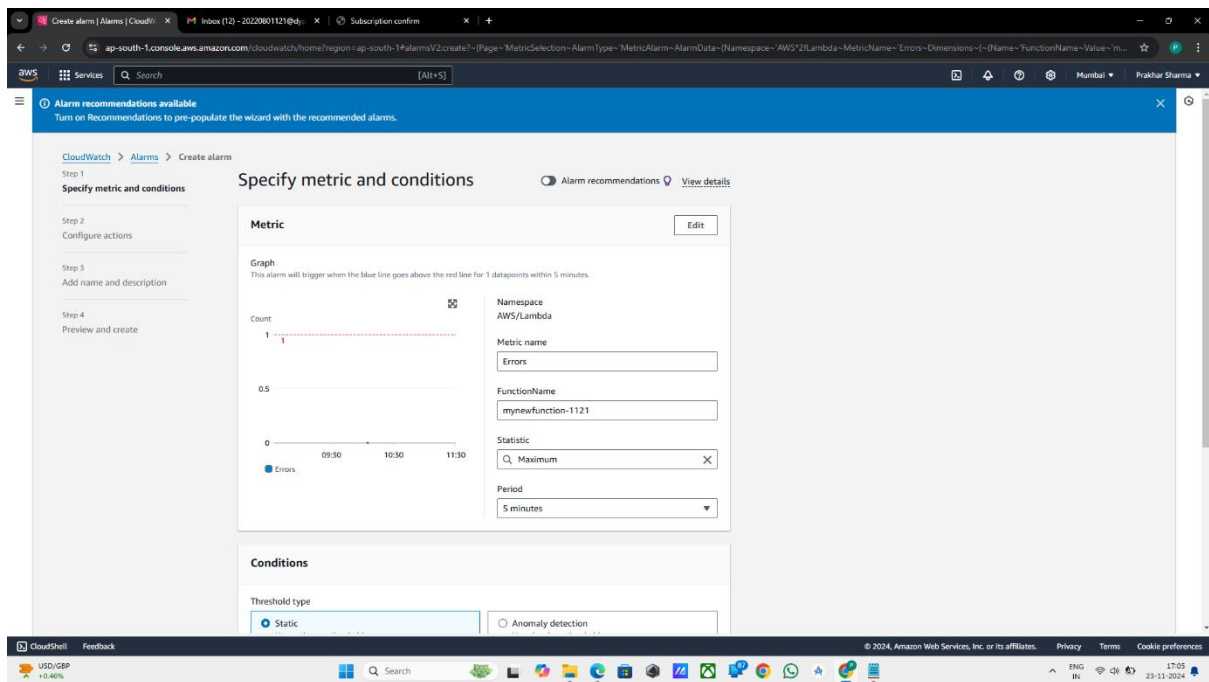 Create alarm | Alarms | CloudW
Inbox (12) - 20220801121@dy
Subscription confirm
ap-south-1.console.aws.amazon.com/cloudwatch/home?region=ap-south-1#alarmsV2:create?~(Page~'MetricSelection~AlarmType~'MetricAlarm~AlarmData~(Namespace~'AWS*2fLambda~MetricName~'Errors~Dimensions~(~(Name~'FunctionName~Value~'m...
P
aws
Services
Search
[Alt+S]
Mumbai
Prakhar Sharma
Alarm recommendations available
Turn on Recommendations to pre-populate the wizard with the recommended alarms.
CloudWatch > Alarms > Create alarm
Step 1
Specify metric and conditions
Step 2
Configure actions
Step 3
Add name and description
Step 4
Preview and create
Specify metric and conditions
Alarm recommendations
View details
Metric
Edit
Graph
This alarm will trigger when the blue line goes above the red line for 1 datapoints within 5 minutes.
Count
1
1
0.5
0
09:30 10:30 11:30
Errors
Namespace
AWS/Lambda
Metric name
Errors
FunctionName
mynewfunction-1121
Statistic
Maximum
Period
5 minutes
Conditions
Threshold type
Static
Anomaly detection
CloudShell
Feedback
© 2024, Amazon Web Services, Inc. or its affiliates.
Privacy
Terms
Cookie preferences
USD/GBP
+0.46%
Search
ENG
IN
17:05
23-11-2024